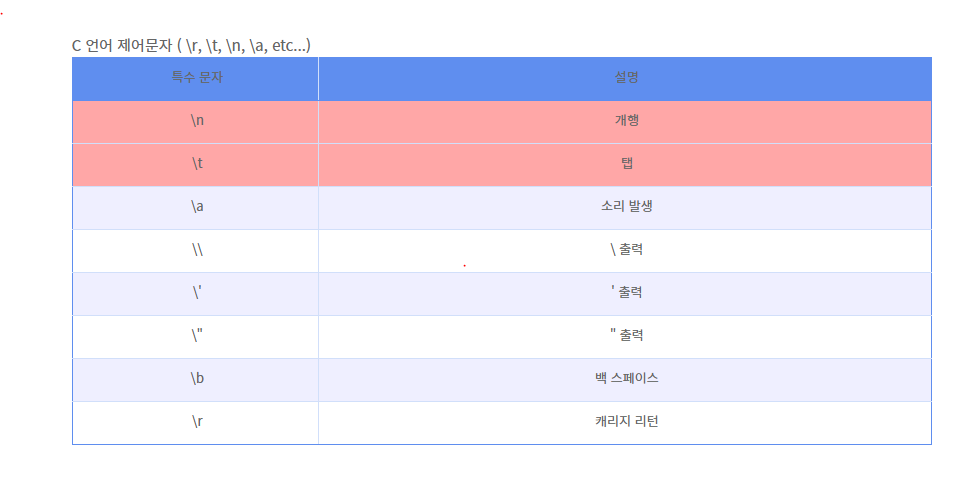 C 언어 제어문자 ( \r, \t, \n, \a, etc...)
특수 문자 설명
\n 개행
\t 탭
\a 소리 발생
\\ \ 출력
\' ' 출력
\" " 출력
\b 백 스페이스
\r 캐리지 리턴